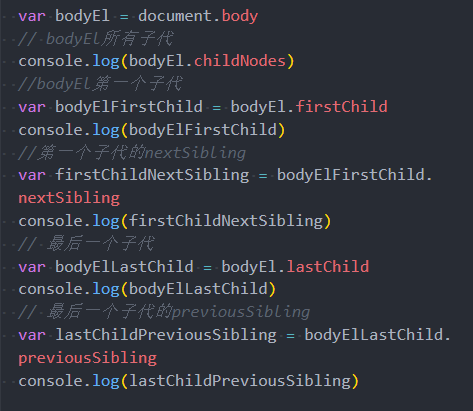 var bodyEl = document.body
// bodyEl所有子代
console.log(bodyEl.childNodes)
//bodyEl第一个子代
var bodyElFirstChild = bodyEl.firstChild
console.log(bodyElFirstChild)
//第一个子代的nextSibling
var firstChildNextSibling = bodyElFirstChild.
nextSibling
console.log(firstChildNextSibling)
// 最后一个子代
var bodyElLastChild = bodyEl.lastChild
console.log(bodyElLastChild)
// 最后一个子代的previousSibling
var lastChildPreviousSibling = bodyElLastChild.
previousSibling
console.log(lastChildPreviousSibling)